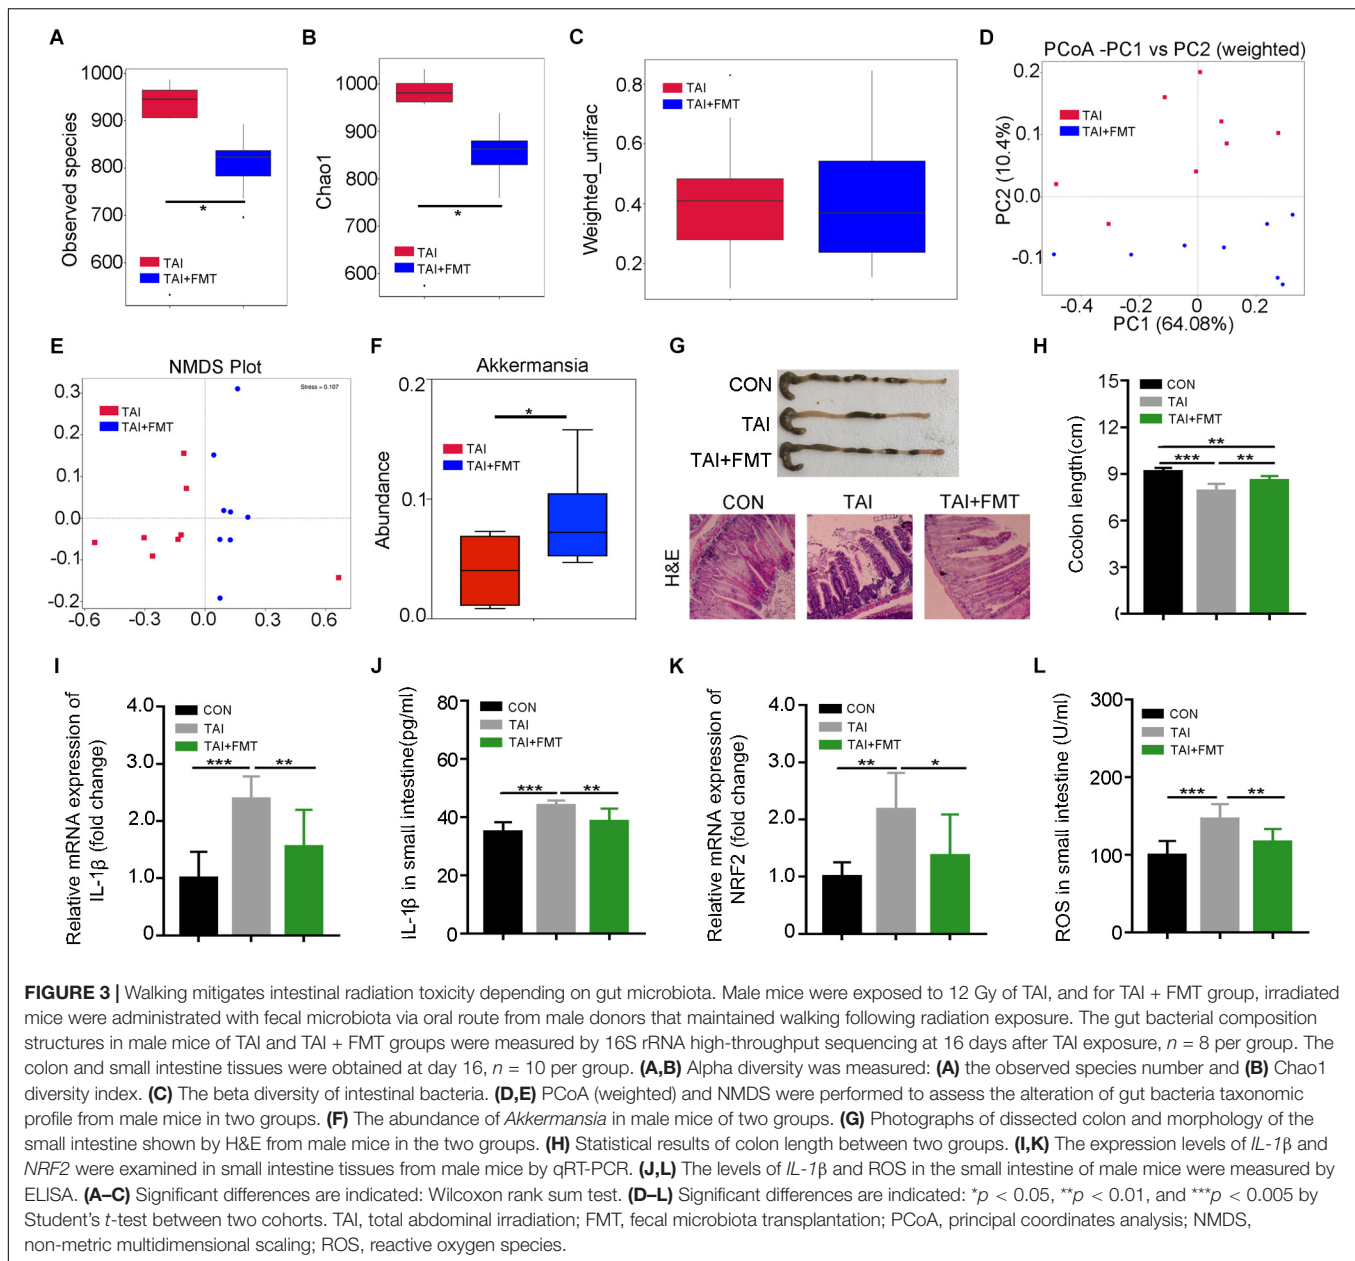 A
Observed species
1000
900
800
700
600
TAI
TAI+FMT
*
B
Chao1
1000
900
800
700
600
TAI
TAI+FMT
*
C
Weighted_unifrac
0.8
0.6
0.4
0.2
TAI
TAI+FMT
D
PCoA -PC1 vs PC2 (weighted)
PC2 (10.4%)
0.2
0.1
0.0
-0.1
TAI
TAI+FMT
-0.4 -0.2 0 0.2
PC1 (64.08%)
E
NMDS Plot
Stress = 0.107
0.3
0.3
0.1
0.0
-0.1
-0.2
TAI
TAI+FMT
-0.6 -0.3 0.0 0.3 0.6
F
Akkermansia
Abundance
0.2
0.1
0.0
*
TAI
TAI+FMT
G
CON
TAI
TAI+FMT
CON TAI TAI+FMT
H&E
H
Ccolon length(cm)
15
12
9
6
3
CON
TAI
TAI+FMT
**
*** **
I
Relative mRNA expression of
IL-1β (fold change)
4.0
3.0
2.0
1.0
.0
CON
TAI
TAI+FMT
*** **
J
IL-1β in small intestine(pg/ml)
80
60
40
20
0
CON
TAI
TAI+FMT
*** **
K
Relative mRNA expression of
NRF2 (fold change)
4.0
3.0
2.0
1.0
.0
CON
TAI
TAI+FMT
** *
L
ROS in small intestine (U/ml)
300
200
100
0
CON
TAI
TAI+FMT
*** **
FIGURE 3 | Walking mitigates intestinal radiation toxicity depending on gut microbiota. Male mice were exposed to 12 Gy of TAI, and for TAI + FMT group, irradiated
mice were administrated with fecal microbiota via oral route from male donors that maintained walking following radiation exposure. The gut bacterial composition
structures in male mice of TAI and TAI + FMT groups were measured by 16S rRNA high-throughput sequencing at 16 days after TAI exposure, n = 8 per group. The
colon and small intestine tissues were obtained at day 16, n = 10 per group. (A,B) Alpha diversity was measured: (A) the observed species number and (B) Chao1
diversity index. (C) The beta diversity of intestinal bacteria. (D,E) PCoA (weighted) and NMDS were performed to assess the alteration of gut bacteria taxonomic
profile from male mice in two groups. (F) The abundance of Akkermansia in male mice of two groups. (G) Photographs of dissected colon and morphology of the
small intestine shown by H&E from male mice in the two groups. (H) Statistical results of colon length between two groups. (I,K) The expression levels of IL-1β and
NRF2 were examined in small intestine tissues from male mice by qRT-PCR. (J,L) The levels of IL-1β and ROS in the small intestine of male mice were measured by
ELISA. (A–C) Significant differences are indicated: Wilcoxon rank sum test. (D–L) Significant differences are indicated: *p < 0.05, **p < 0.01, and ***p < 0.005 by
Student's t-test between two cohorts. TAI, total abdominal irradiation; FMT, fecal microbiota transplantation; PCoA, principal coordinates analysis; NMDS,
non-metric multidimensional scaling; ROS, reactive oxygen species.